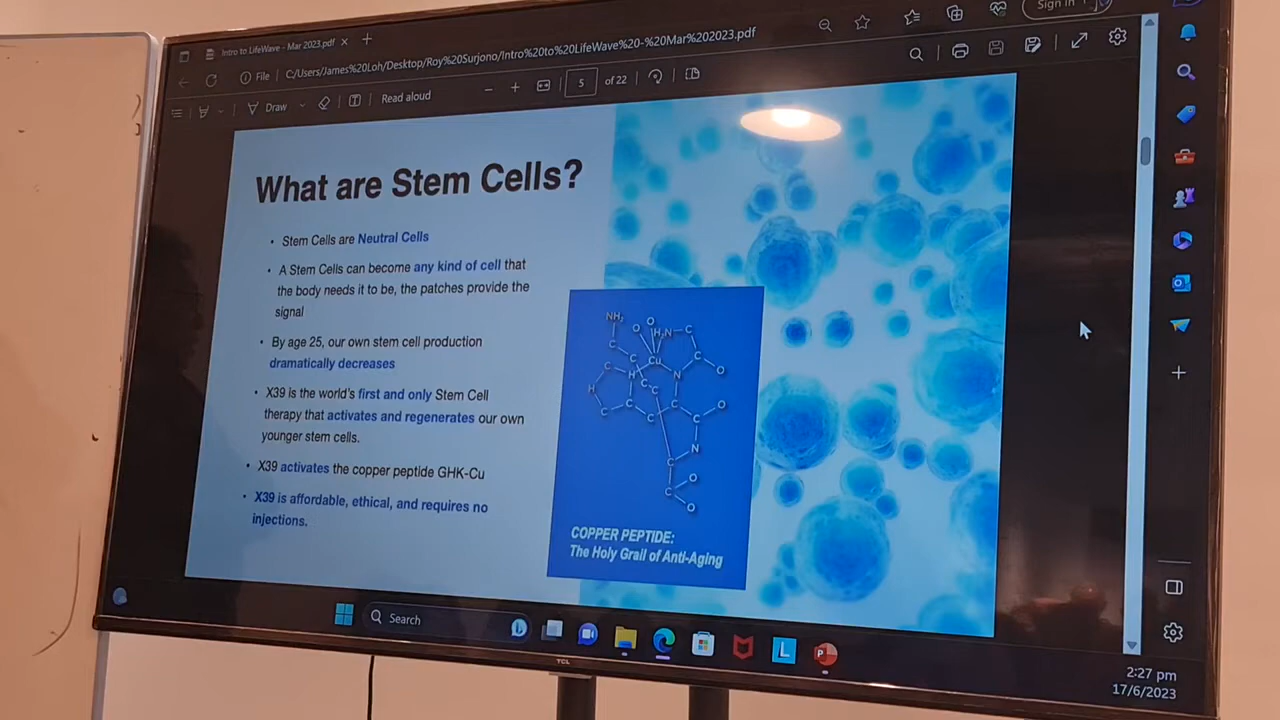 Intro to LifeWave - Mar 2023.pdf
Sign in
File C:/Users/James%20Loh/Desktop/Roy%20Surjono/Intro%20to%20LifeWave%20-%20Mar%202023.pdf
Draw Read aloud 5 of 22
What are Stem Cells?
• Stem Cells are Neutral Cells
• A Stem Cells can become any kind of cell that
the body needs it to be, the patches provide the
signal
• By age 25, our own stem cell production
dramatically decreases
• X39 is the world's first and only Stem Cell
therapy that activates and regenerates our own
younger stem cells.
• X39 activates the copper peptide GHK-Cu
• X39 is affordable, ethical, and requires no
injections.
NH₂
O
O
H₂N
C
C
C
Cu
C
O
H
N
C
C
C
H
C
C
C
C
C
O
C
N
C
O
C
O
COPPER PEPTIDE:
The Holy Grail of Anti-Aging
Search
L
P
2:27 pm
17/6/2023
TCL